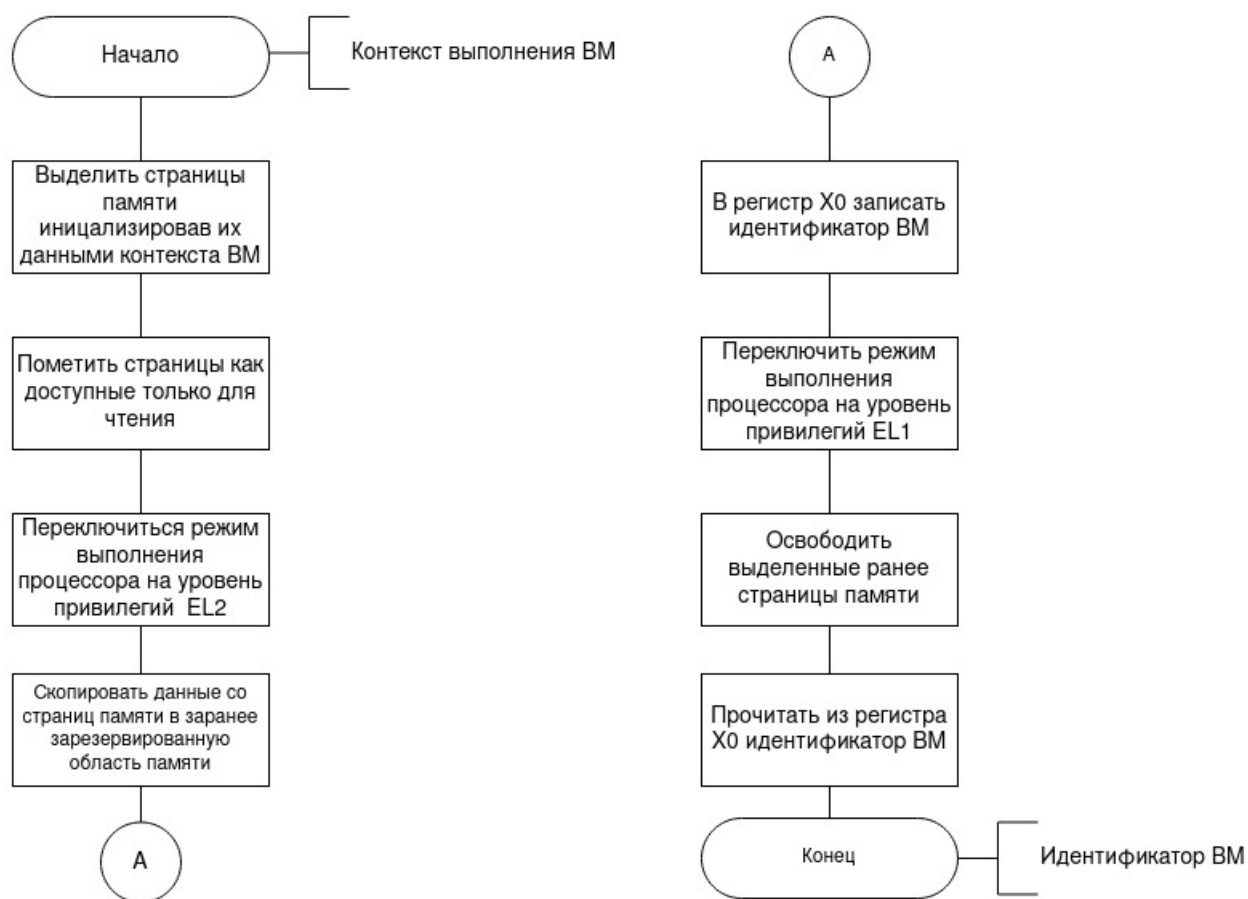 Начало
Контекст выполнения ВМ
Выделить страницы
памяти
иницализировав их
данными контекста ВМ
Пометить страницы как
доступные только для
чтения
Переключиться режим
выполнения
процессора на уровень
привилегий EL2
Скопировать данные со
страниц памяти в заранее
зарезервированную
область памяти
А
А
В регистр X0 записать
идентификатор ВМ
Переключить режим
выполнения
процессора на уровень
привилегий EL1
Освободить
выделенные ранее
страницы памяти
Прочитать из регистра
X0 идентификатор ВМ
Конец
Идентификатор ВМ